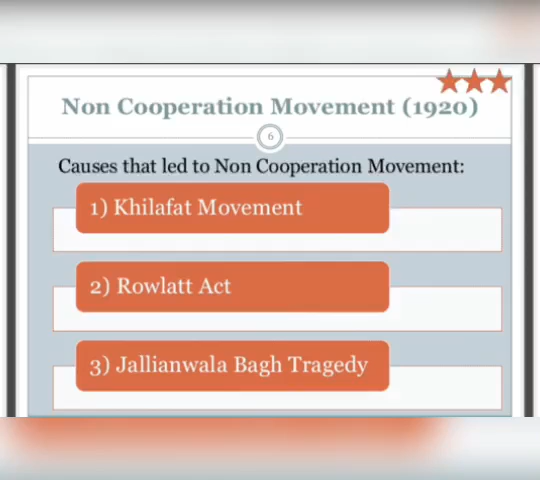 Non Cooperation Movement (1920)
6
Causes that led to Non Cooperation Movement:
1) Khilafat Movement
2) Rowlatt Act
3) Jallianwala Bagh Tragedy